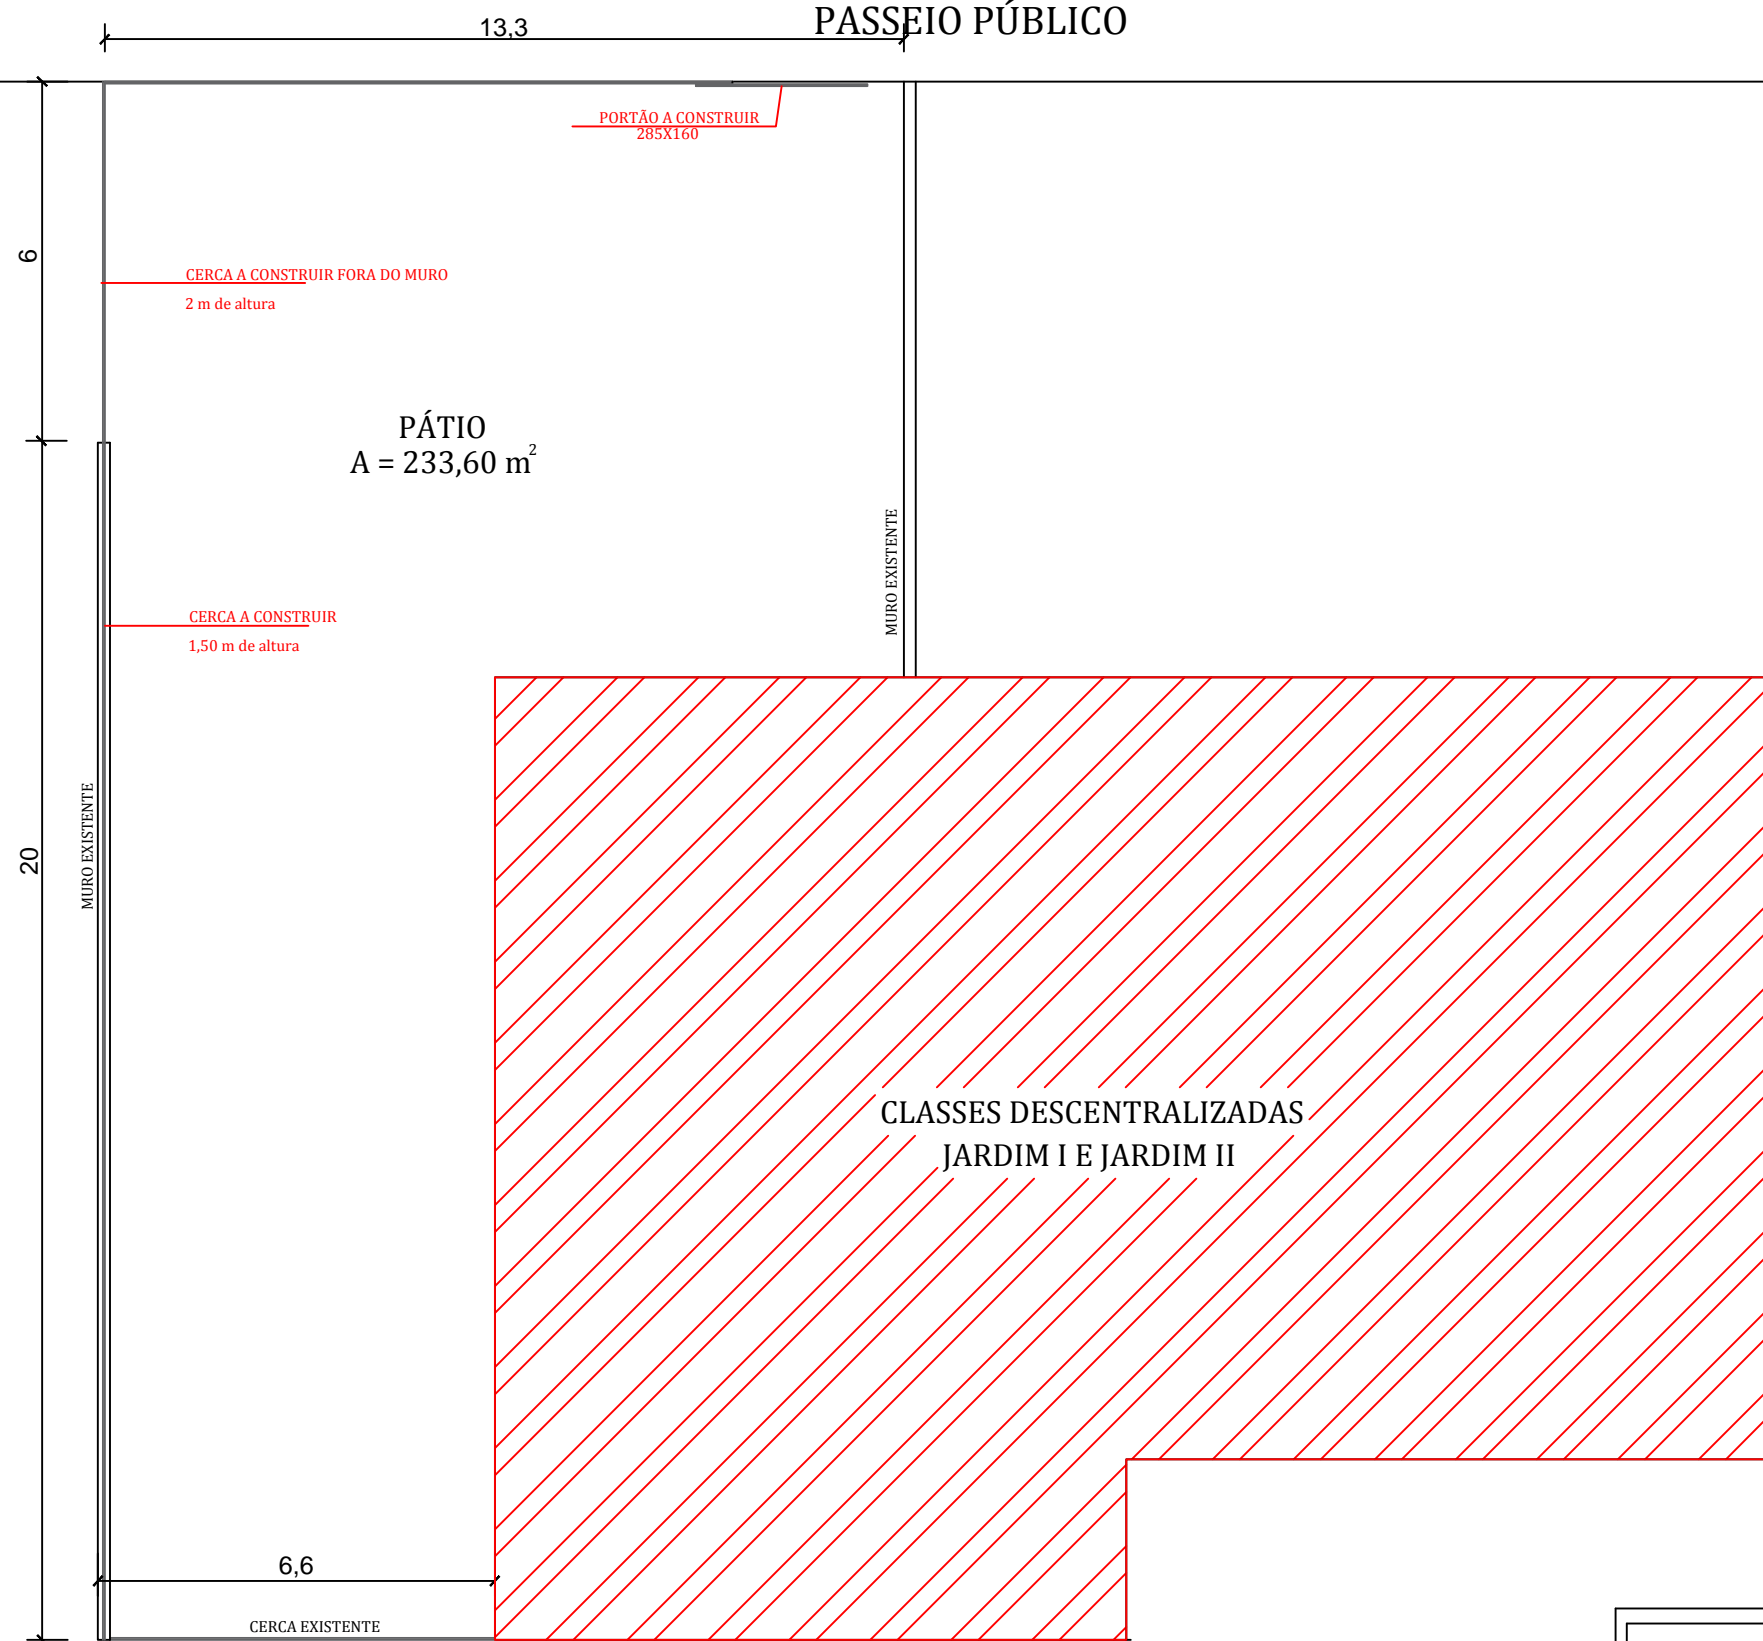 PASSEIO PÚBLICO
13,3
PORTÃO A CONSTRUIR
285X160
6
CERCA A CONSTRUIR FORA DO MURO
2 m de altura
PÁTIO
A = 233,60 m²
MURO EXISTENTE
CERCA A CONSTRUIR
1,50 m de altura
MURO EXISTENTE
20
CLASSES DESCENTRALIZADAS
JARDIM I E JARDIM II
6,6
CERCA EXISTENTE